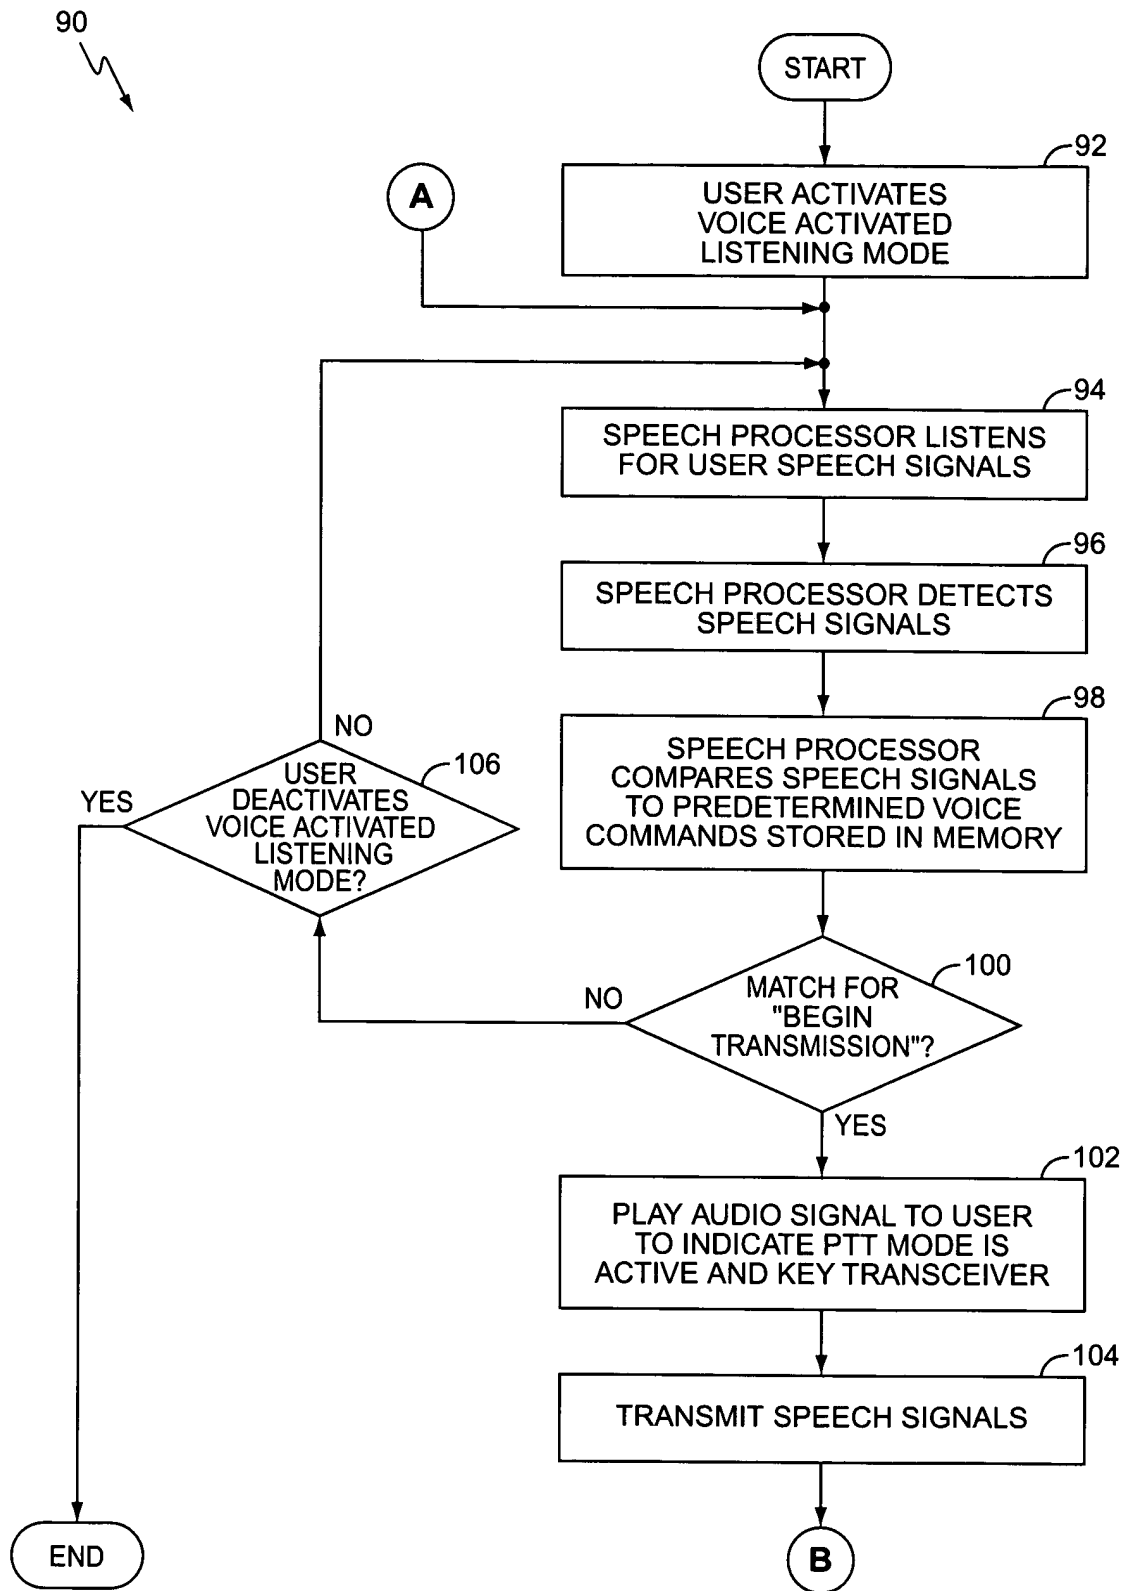 90
START
92
USER ACTIVATES
VOICE ACTIVATED
LISTENING MODE
A
94
SPEECH PROCESSOR LISTENS
FOR USER SPEECH SIGNALS
96
SPEECH PROCESSOR DETECTS
SPEECH SIGNALS
98
SPEECH PROCESSOR
COMPARES SPEECH SIGNALS
TO PREDETERMINED VOICE
COMMANDS STORED IN MEMORY
NO
106
YES
USER
DEACTIVATES
VOICE ACTIVATED
LISTENING
MODE?
100
NO
MATCH FOR
"BEGIN
TRANSMISSION"?
YES
102
PLAY AUDIO SIGNAL TO USER
TO INDICATE PTT MODE IS
ACTIVE AND KEY TRANSCEIVER
104
TRANSMIT SPEECH SIGNALS
END
B